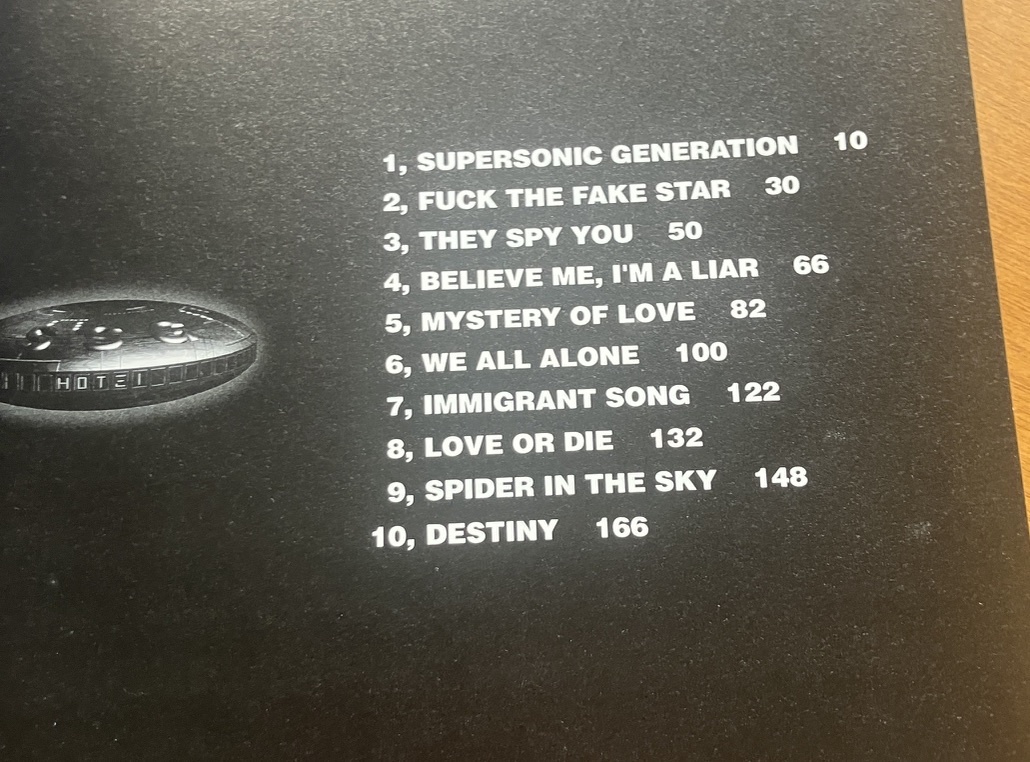 1, SUPERSONIC GENERATION 10
2, FUCK THE FAKE STAR 30
3, THEY SPY YOU 50
4, BELIEVE ME, I'M A LIAR 66
5, MYSTERY OF LOVE 82
6, WE ALL ALONE 100
7, IMMIGRANT SONG 122
8, LOVE OR DIE 132
9, SPIDER IN THE SKY 148
10, DESTINY 166
HOTEI